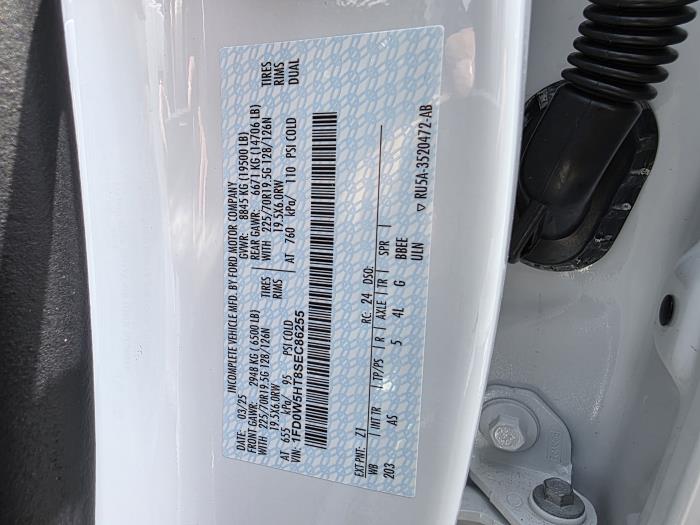 INCOMPLETE VEHICLE MFD. BY FORD MOTOR COMPANY
DATE: 03/25 GVWR: 8845 KG (19500 LB)
FRONT GAWR: 2948 KG (6500 LB) REAR GAWR: 6671 KG (14706 LB)
WITH 225/70R19.5G 128/126N TIRES WITH 225/70R19.5G 128/126N TIRES
19.5X6.0RW RIMS 19.5X6.0RW RIMS
AT 655 kPa/ 95 PSI COLD AT 760 kPa/ 110 PSI COLD DUAL
VIN: 1FD0W5HT8SEC86255
EXT PNT: Z1 RC: 24 DSO:
WB INT TR TP/PS R AXLE TR SPR
203 AS 5 4L G BBEE
ULN
▽ RU5A-3520472-AB